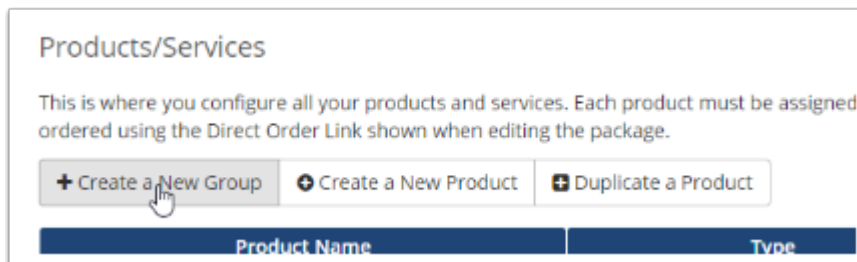 Products/Services
This is where you configure all your products and services. Each product must be assigned
ordered using the Direct Order Link shown when editing the package.
Create a New Group Create a New Product Duplicate a Product
Product Name Type